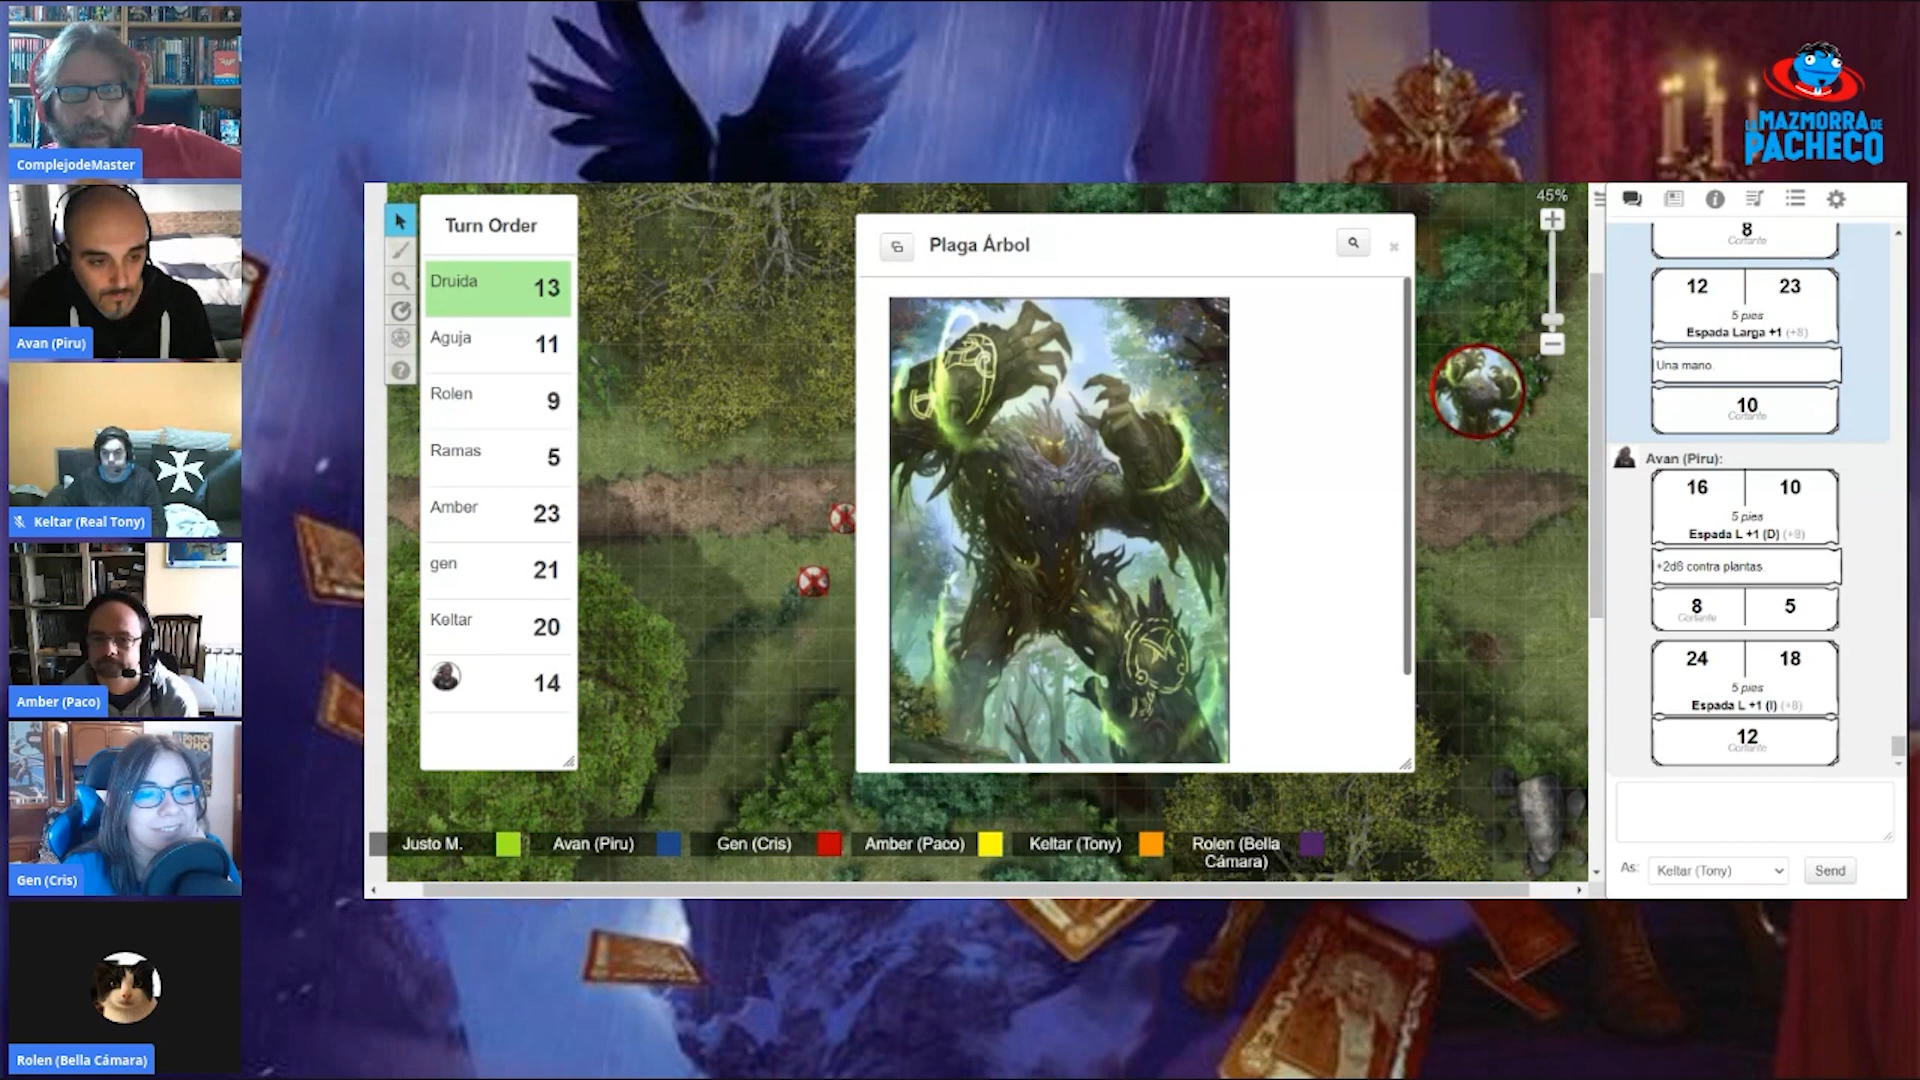 ComplejodeMaster
Avan (Piru)
Keltar (Real Tony)
Amber (Paco)
DOCTOR
WHO
Gen (Cris)
Rolen (Bella Cámara)
LA
MAZMORRA DE
PACHECO
Turn Order
Druida 13
Aguja 11
Rolen 9
Ramas 5
Amber 23
gen 21
Keltar 20
14
Plaga Árbol
45%
Justo M.
Avan (Piru)
Gen (Cris)
Amber (Paco)
Keltar (Tony)
Rolen (Bella
Cámara)
8
Cortante
12 23
5 pies
Espada Larga +1 (+8)
Una mano.
10
Cortante
Avan (Piru):
16 10
5 pies
Espada L +1 (D) (+8)
+2d6 contra plantas.
8 5
Cortante
24 18
5 pies
Espada L +1 (I) (+8)
12
Cortante
As: Keltar (Tony) Send